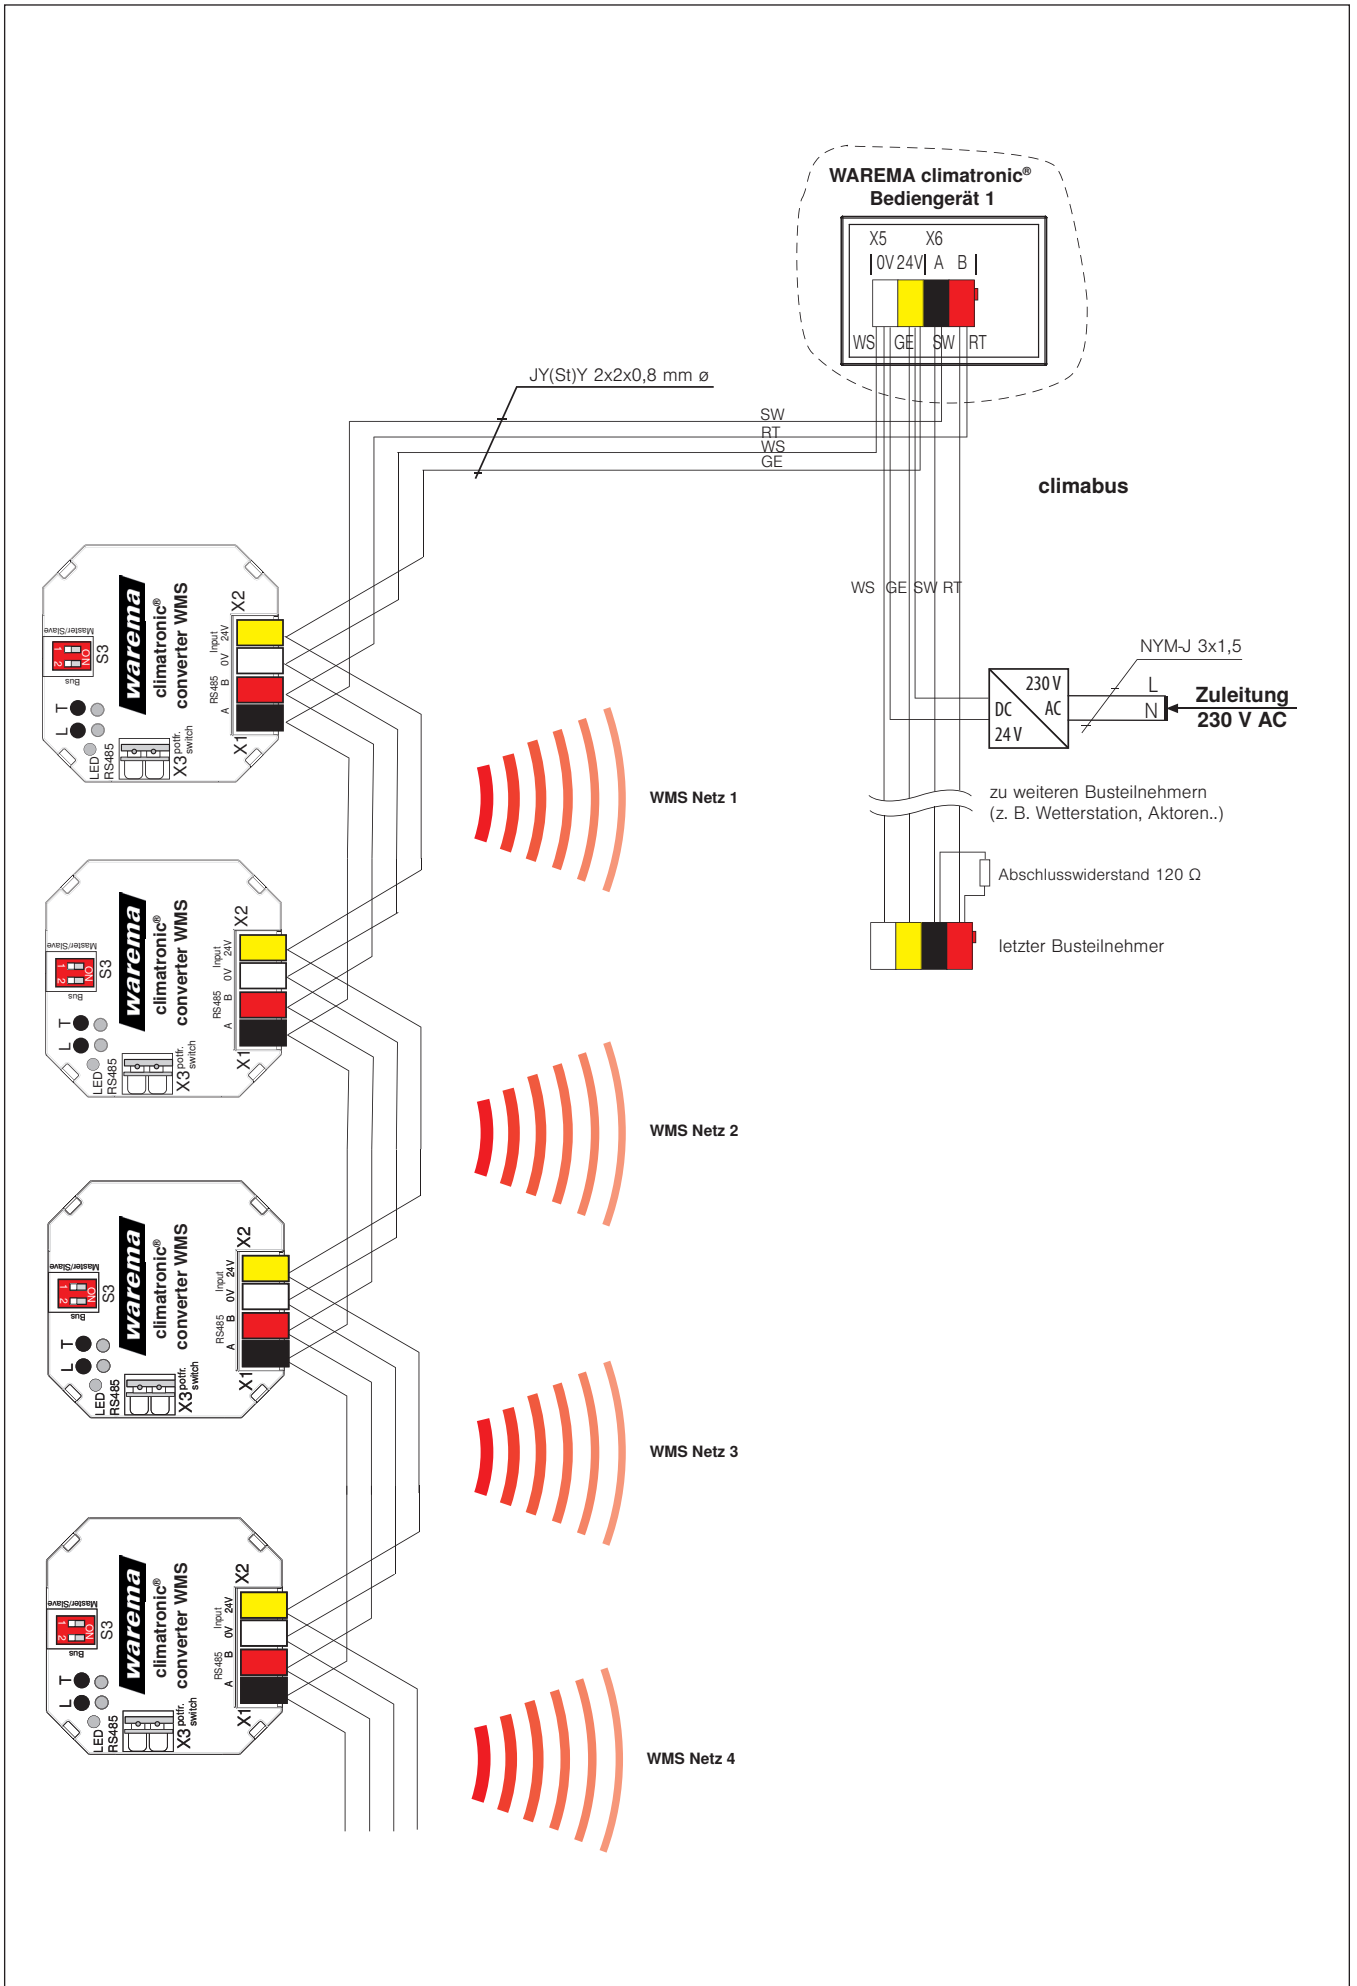 WAREMA climatronic®
Bediengerät 1
X5 X6
0V 24V A B
WS GE SW RT
JY(St)Y 2x2x0,8 mm ø
SW
RT
WS
GE
climabus
WS GE SW RT
NYM-J 3x1,5
230 V
AC
DC
24 V
L
N
Zuleitung
230 V AC
zu weiteren Busteilnehmern
(z. B. Wetterstation, Aktoren..)
Abschlusswiderstand 120 Ω
letzter Busteilnehmer
Master/Slave
ON
1 2
S3
Bus
T
L
LED
RS485
warema
climatronic®
converter WMS
X3 potfr.
switch
X2
Input
24V
0V
RS485
B
A
X1
WMS Netz 1
Master/Slave
ON
1 2
S3
Bus
T
L
LED
RS485
warema
climatronic®
converter WMS
X3 potfr.
switch
X2
Input
24V
0V
RS485
B
A
X1
WMS Netz 2
Master/Slave
ON
1 2
S3
Bus
T
L
LED
RS485
warema
climatronic®
converter WMS
X3 potfr.
switch
X2
Input
24V
0V
RS485
B
A
X1
WMS Netz 3
Master/Slave
ON
1 2
S3
Bus
T
L
LED
RS485
warema
climatronic®
converter WMS
X3 potfr.
switch
X2
Input
24V
0V
RS485
B
A
X1
WMS Netz 4